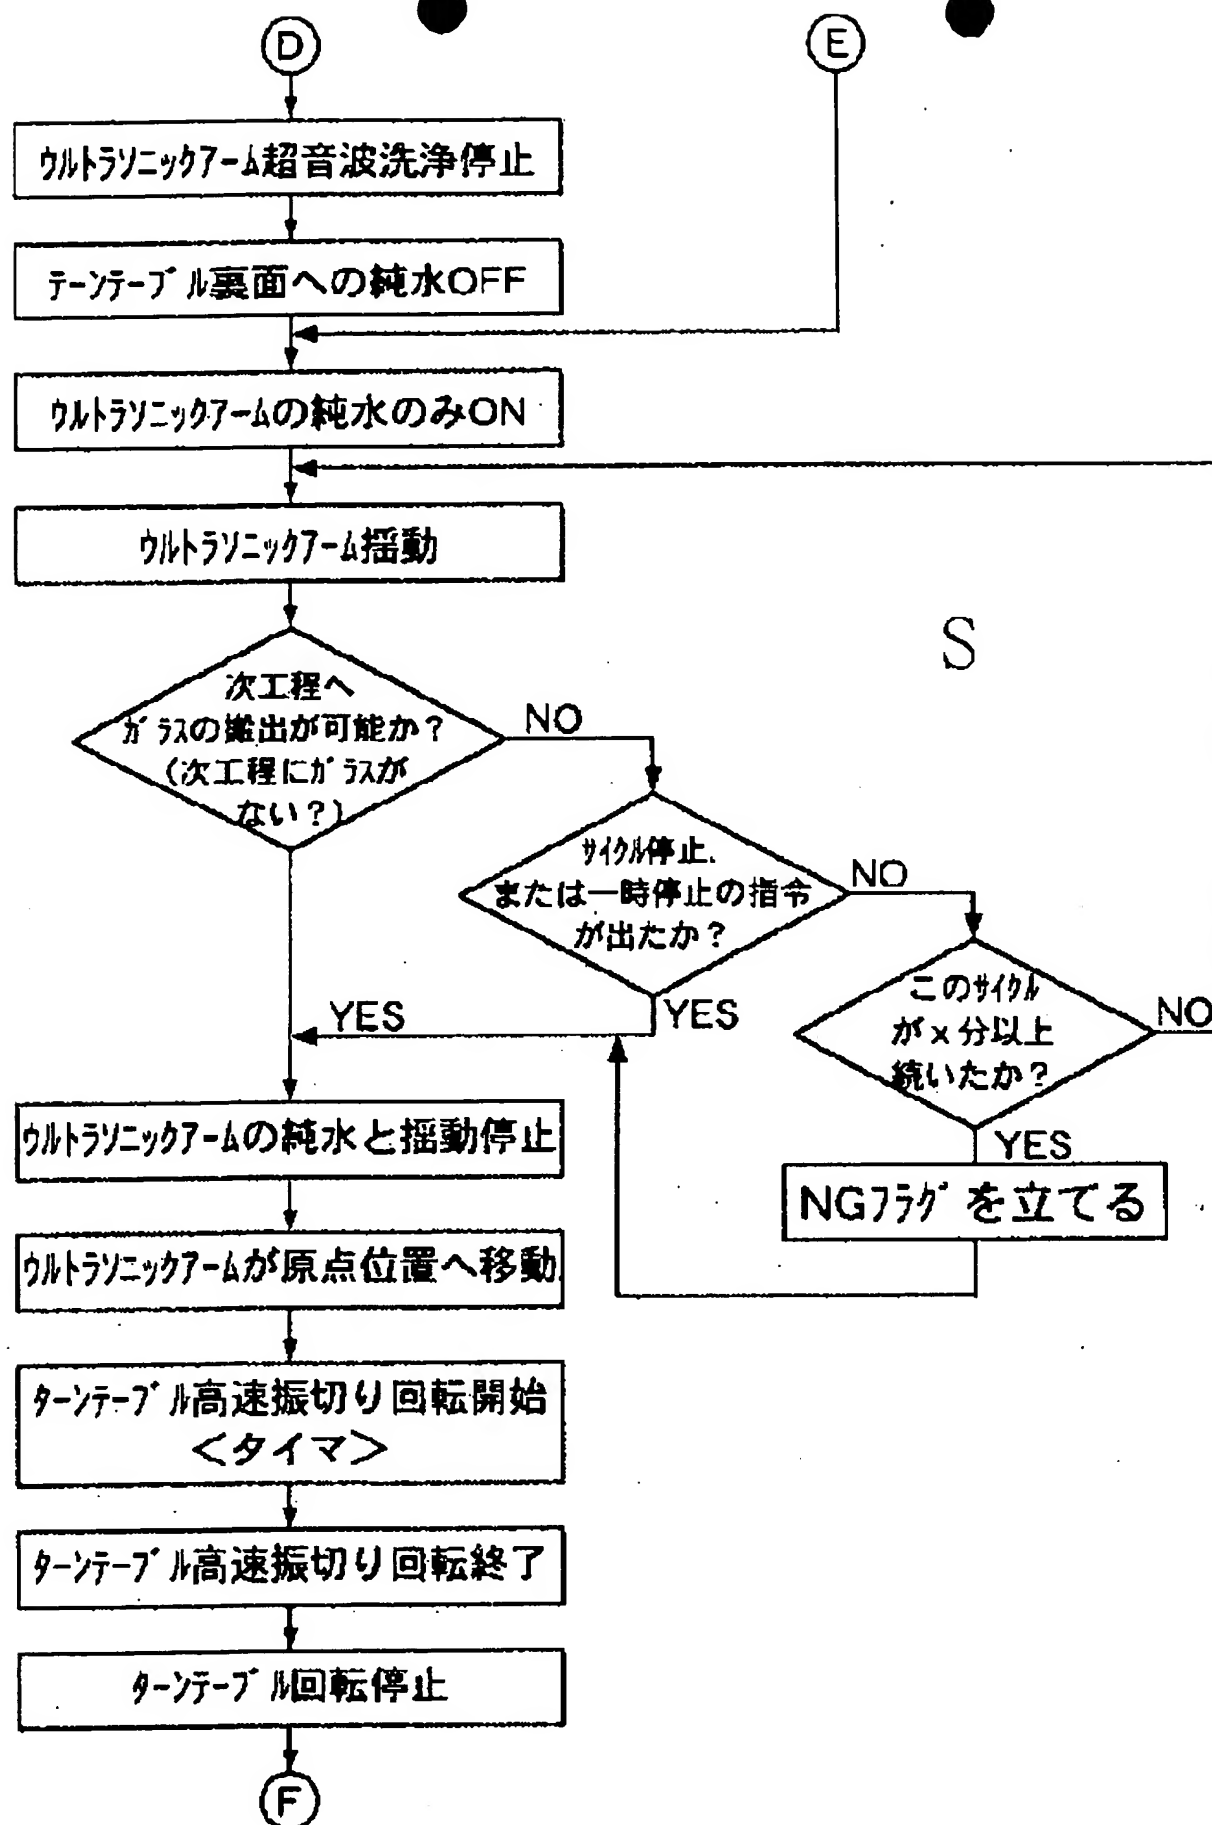 D
E
ウルトラソニックアーム超音波洗浄停止
テーンテーブル裏面への純水OFF
ウルトラソニックアームの純水のみON
ウルトラソニックアーム揺動
S
次工程へ
ガラスの搬出が可能か？
（次工程にガラスが
ない？）
NO
サイクル停止、
または一時停止の指令
が出たか？
NO
このサイクル
がx分以上
続いたか？
NO
YES
YES
YES
ウルトラソニックアームの純水と揺動停止
NGフラグを立てる
ウルトラソニックアームが原点位置へ移動
ターンテーブル高速振切り回転開始
＜タイマ＞
ターンテーブル高速振切り回転終了
ターンテーブル回転停止
F